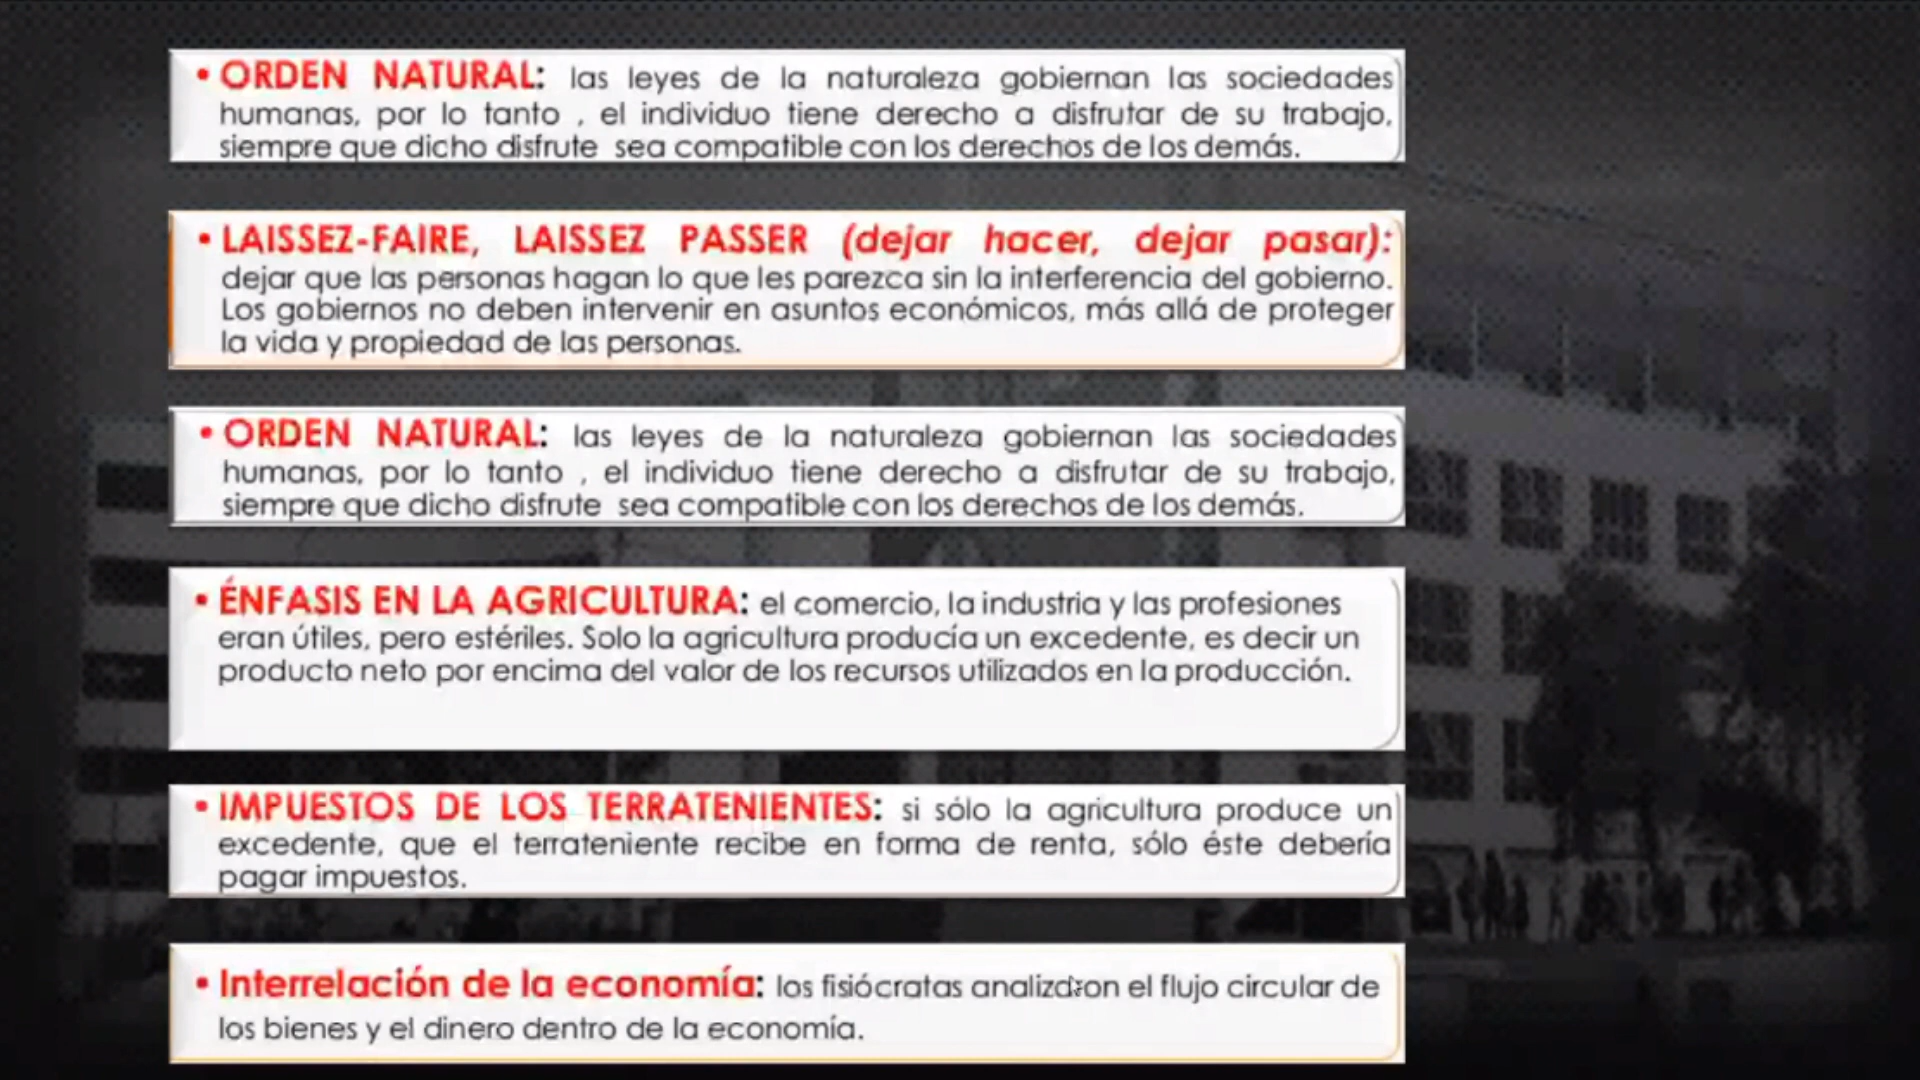 • ORDEN NATURAL: las leyes de la naturaleza gobiernan las sociedades
humanas, por lo tanto , el individuo tiene derecho a disfrutar de su trabajo,
siempre que dicho disfrute sea compatible con los derechos de los demás.
• LAISSEZ-FAIRE, LAISSEZ PASSER (dejar hacer, dejar pasar):
dejar que las personas hagan lo que les parezca sin la interferencia del gobierno.
Los gobiernos no deben intervenir en asuntos económicos, más allá de proteger
la vida y propiedad de las personas.
• ORDEN NATURAL: las leyes de la naturaleza gobiernan las sociedades
humanas, por lo tanto , el individuo tiene derecho a disfrutar de su trabajo,
siempre que dicho disfrute sea compatible con los derechos de los demás.
• ÉNFASIS EN LA AGRICULTURA: el comercio, la industria y las profesiones
eran útiles, pero estériles. Solo la agricultura producía un excedente, es decir un
producto neto por encima del valor de los recursos utilizados en la producción.
• IMPUESTOS DE LOS TERRATENIENTES: si sólo la agricultura produce un
excedente, que el terrateniente recibe en forma de renta, sólo éste debería
pagar impuestos.
• Interrelación de la economía: los fisiócratas analizaron el flujo circular de
los bienes y el dinero dentro de la economía.